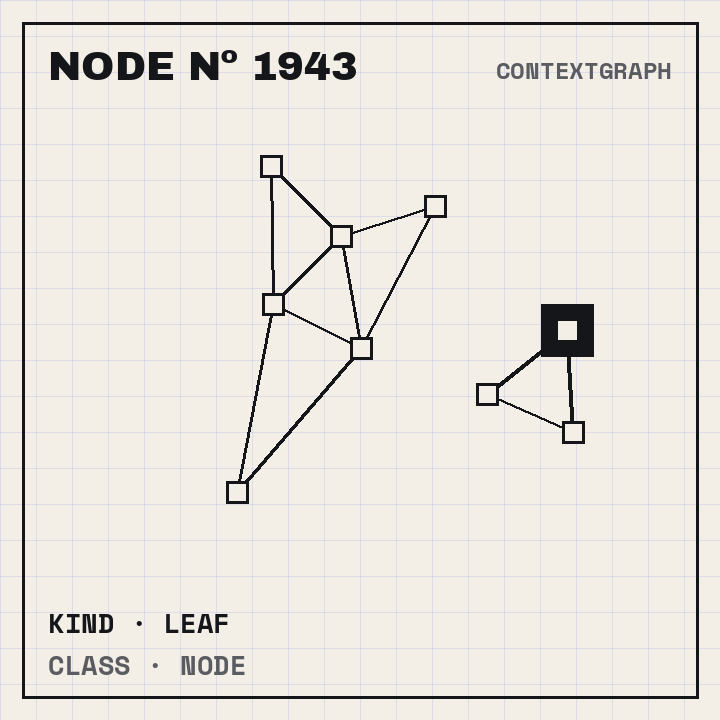 NODE Nº 1943
CONTEXTGRAPH
KIND · LEAF
CLASS · NODE